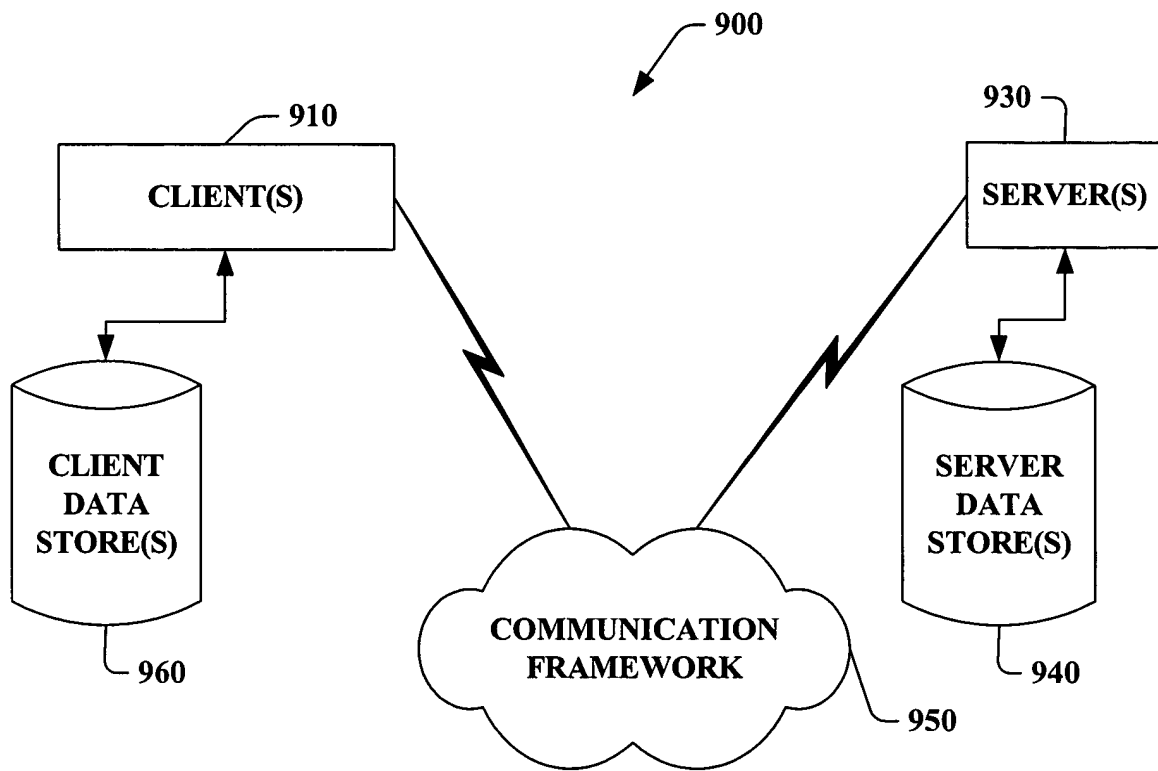 900
910
930
CLIENT(S)
SERVER(S)
CLIENT
DATA
STORE(S)
SERVER
DATA
STORE(S)
COMMUNICATION
FRAMEWORK
960
940
950